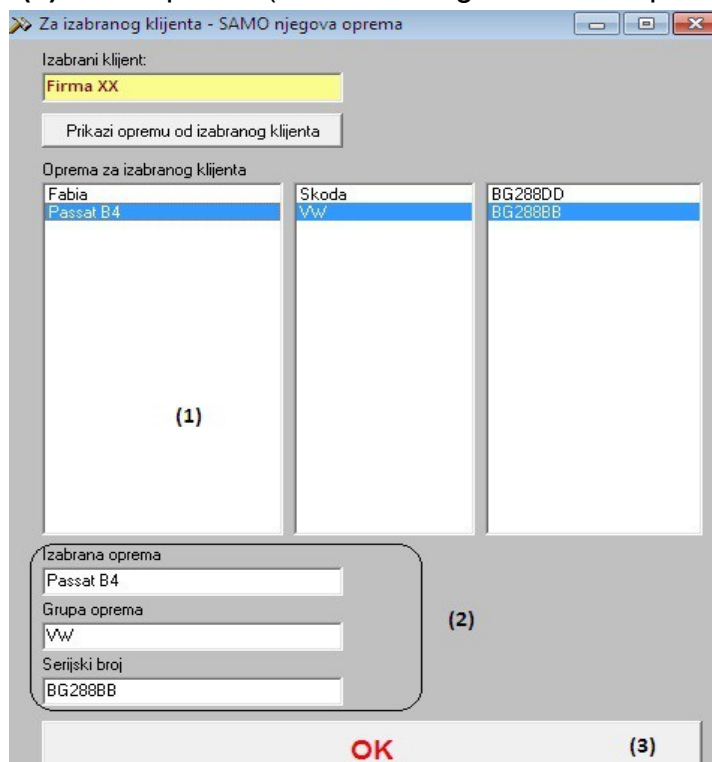 Za izabranog klijenta - SAMO njegova oprema
Izabrani klijent:
Firma XX
Prikazi opremu od izabranog klijenta
Oprema za izabranog klijenta
Fabia Skoda BG288DD
Passat B4 VW BG288BB
(1)
Izabrana oprema
Passat B4
Grupa oprema
VW
(2)
Serijski broj
BG288BB
OK (3)